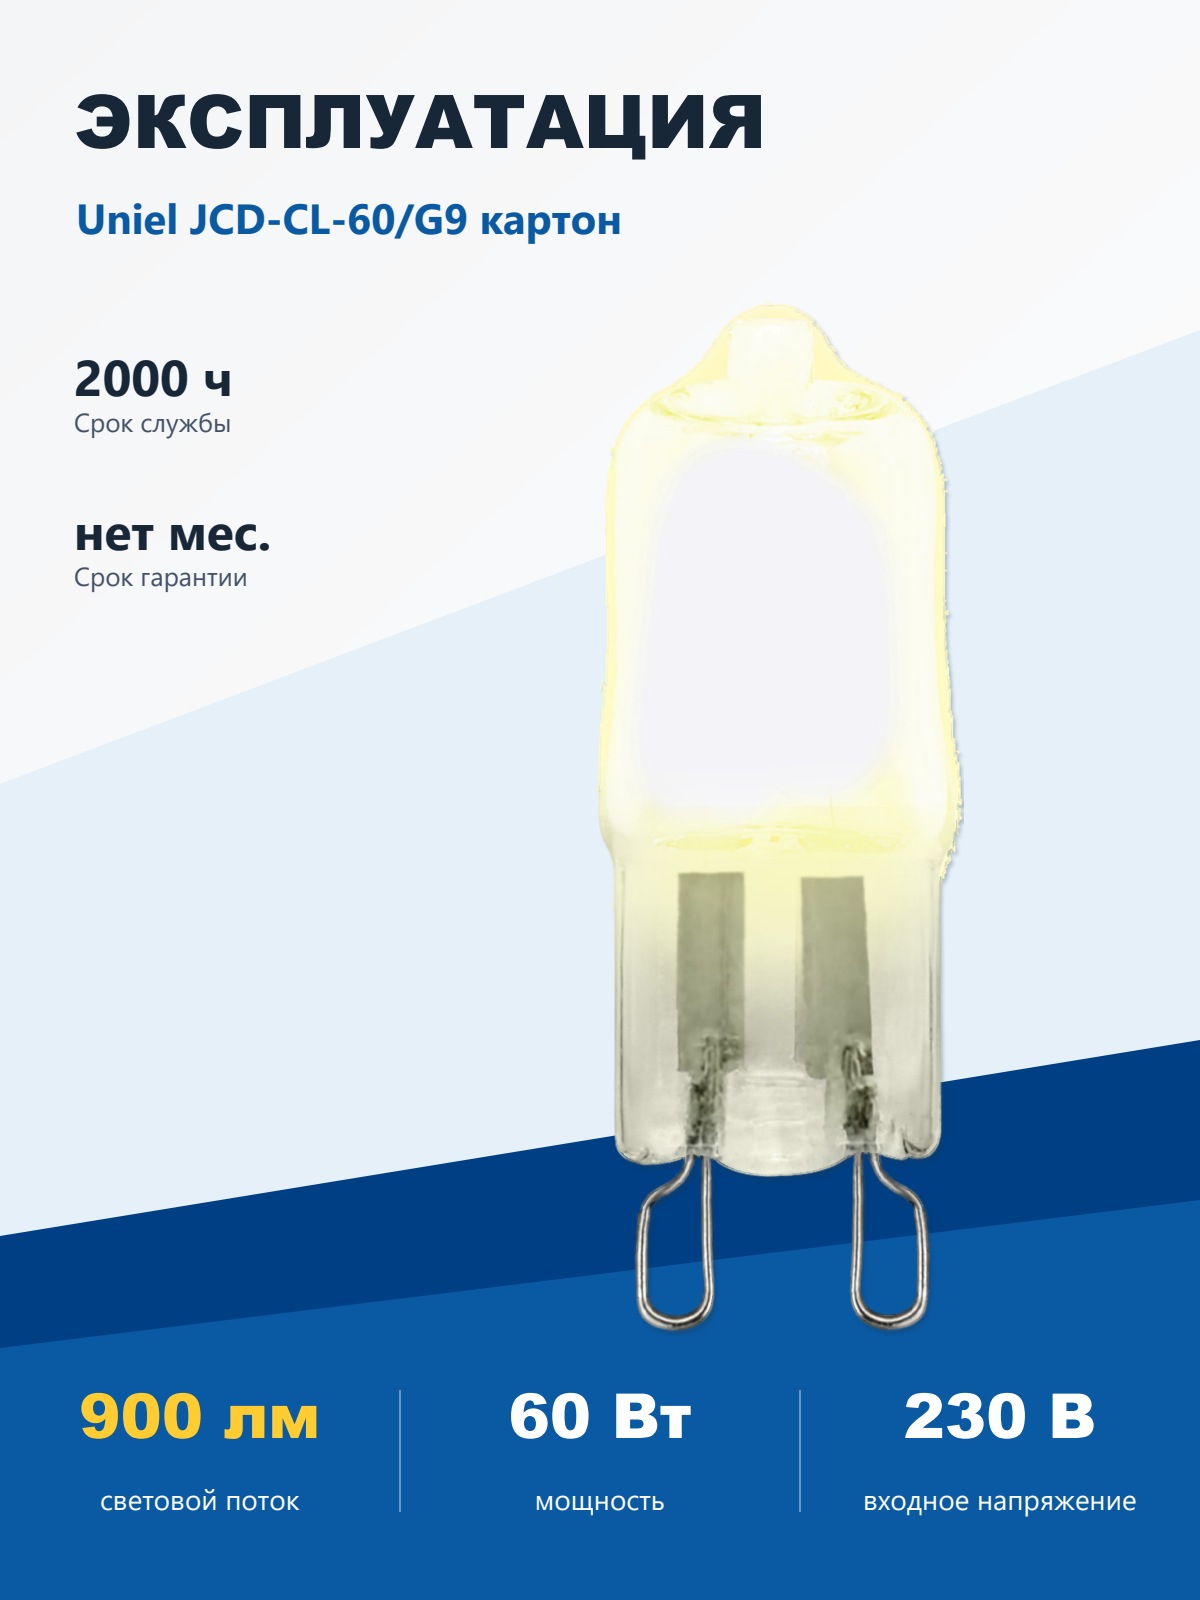 ЭКСПЛУАТАЦИЯ
Uniel JCD-CL-60/G9 картон
2000 ч
Срок службы
нет мес.
Срок гарантии
900 лм
световой поток
60 Вт
мощность
230 В
входное напряжение